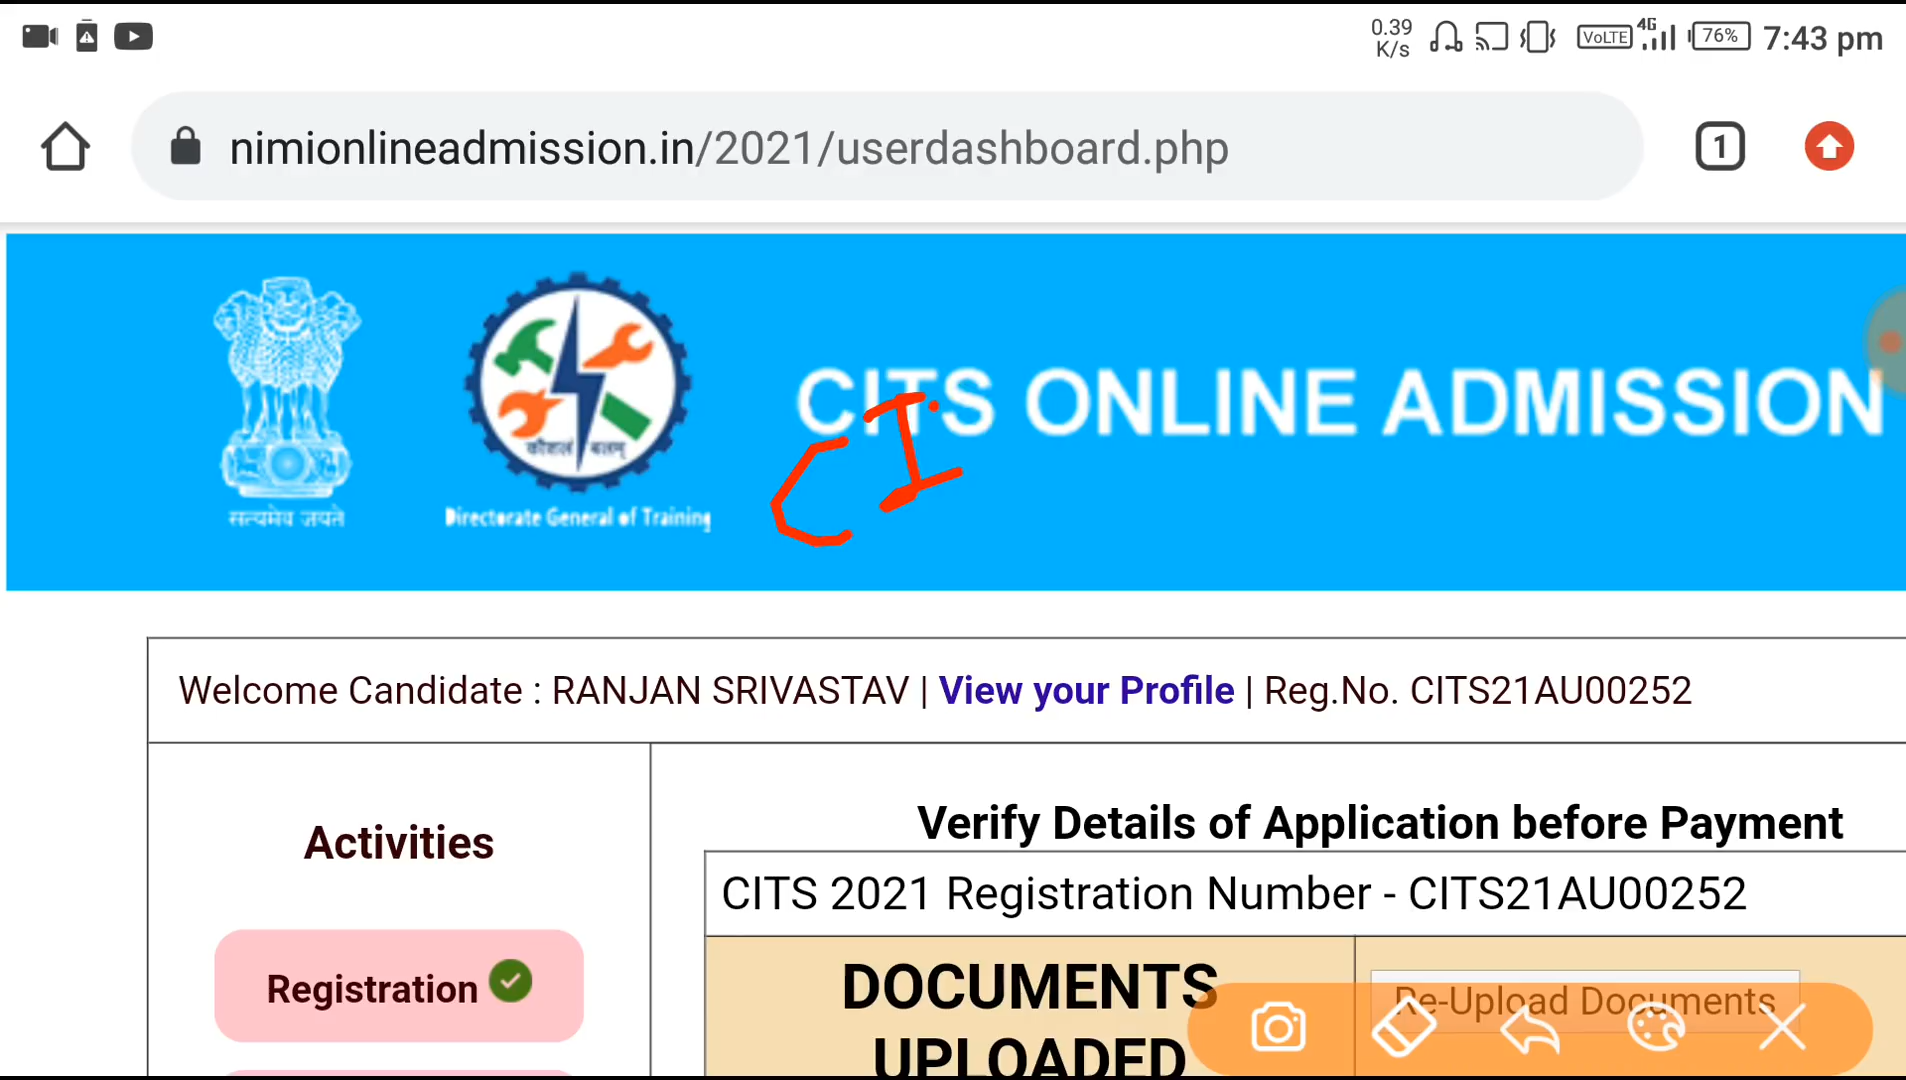 0.39
K/s
VoLTE
4G
76%
7:43 pm
nimionlineadmission.in/2021/userdashboard.php
1
CITS ONLINE ADMISSION
CI
कौशलं बलम्
सत्यमेव जयते
Directorate General of Training
Welcome Candidate : RANJAN SRIVASTAV | View your Profile | Reg.No. CITS21AU00252
Activities
Verify Details of Application before Payment
CITS 2021 Registration Number - CITS21AU00252
Registration
DOCUMENTS
UPLOADED
Re-Upload Documents